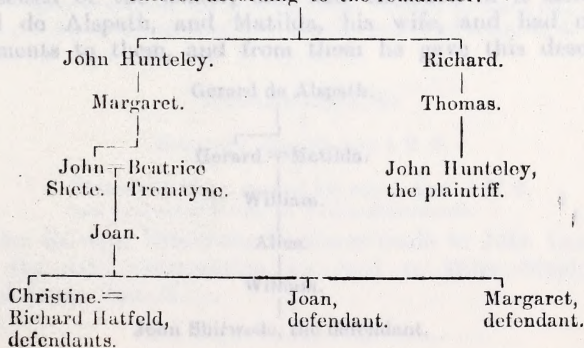 John Hunteley.
Richard.
Margaret.
Thomas.
John = Beatrice
Shete. Tremayne.
John Hunteley,
the plaintiff.
Joan.
Christine.=
Richard Hatfeld,
defendants.
Joan,
defendant.
Margaret,
defendant.